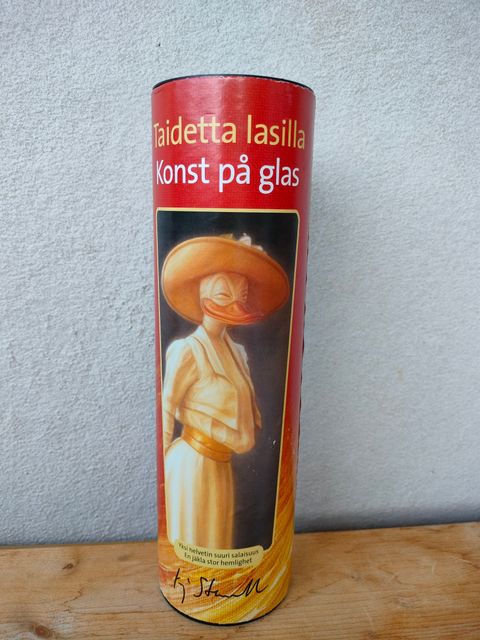 Taidetta lasilla
Konst på glas
Yksi helvetin suuri salaisuus
En jäkla stor hemlighet